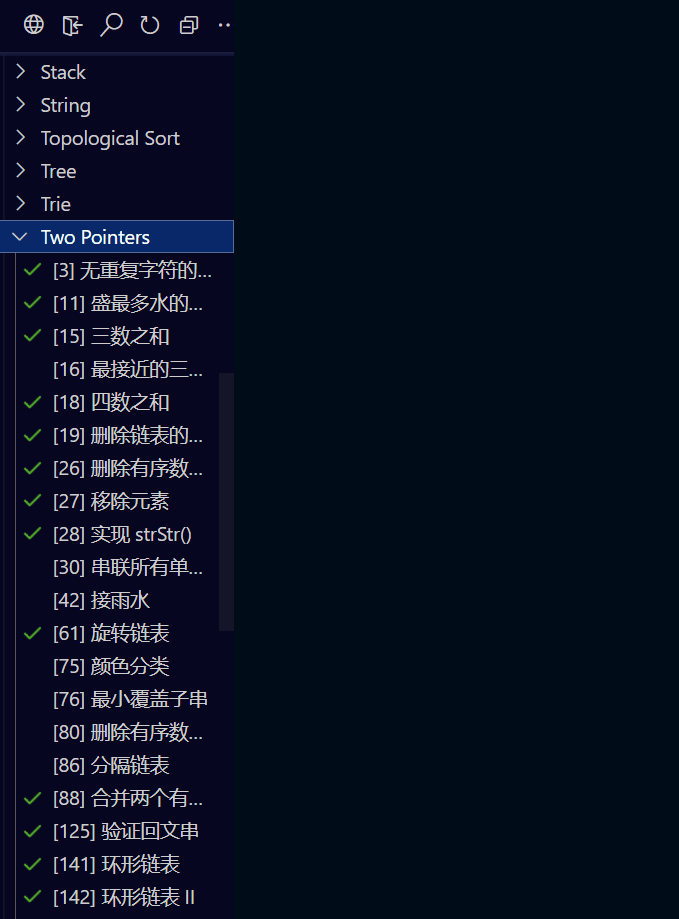 Stack
String
Topological Sort
Tree
Trie
Two Pointers
[3] 无重复字符的...
[11] 盛最多水的...
[15] 三数之和
[16] 最接近的三...
[18] 四数之和
[19] 删除链表的...
[26] 删除有序数...
[27] 移除元素
[28] 实现 strStr()
[30] 串联所有单...
[42] 接雨水
[61] 旋转链表
[75] 颜色分类
[76] 最小覆盖子串
[80] 删除有序数...
[86] 分隔链表
[88] 合并两个有...
[125] 验证回文串
[141] 环形链表
[142] 环形链表 II